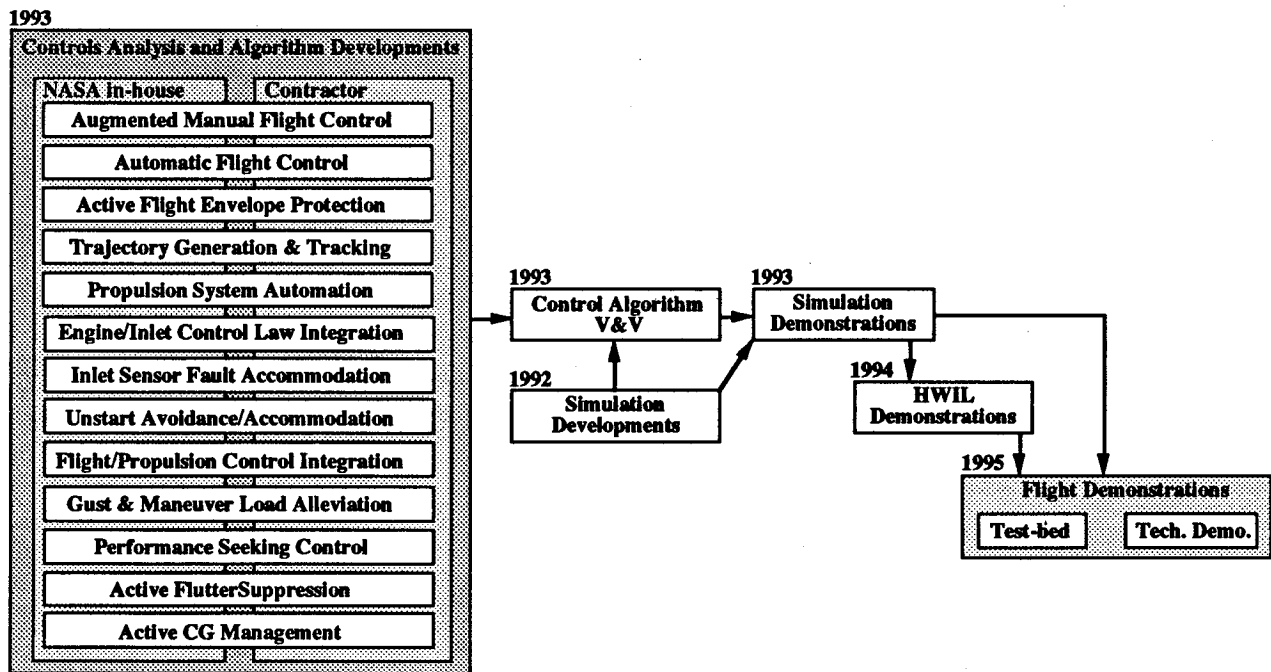 1993
Controls Analysis and Algorithm Developments
NASA In-house
Contractor
Augmented Manual Flight Control
Automatic Flight Control
Active Flight Envelope Protection
Trajectory Generation & Tracking
Propulsion System Automation
Engine/Inlet Control Law Integration
Inlet Sensor Fault Accommodation
Unstart Avoidance/Accommodation
Flight/Propulsion Control Integration
Gust & Maneuver Load Alleviation
Performance Seeking Control
Active FlutterSuppression
Active CG Management
1993
Control Algorithm
V&V
1992
Simulation
Developments
1993
Simulation
Demonstrations
1994
HWIL
Demonstrations
1995
Flight Demonstrations
Test-bed
Tech. Demo.